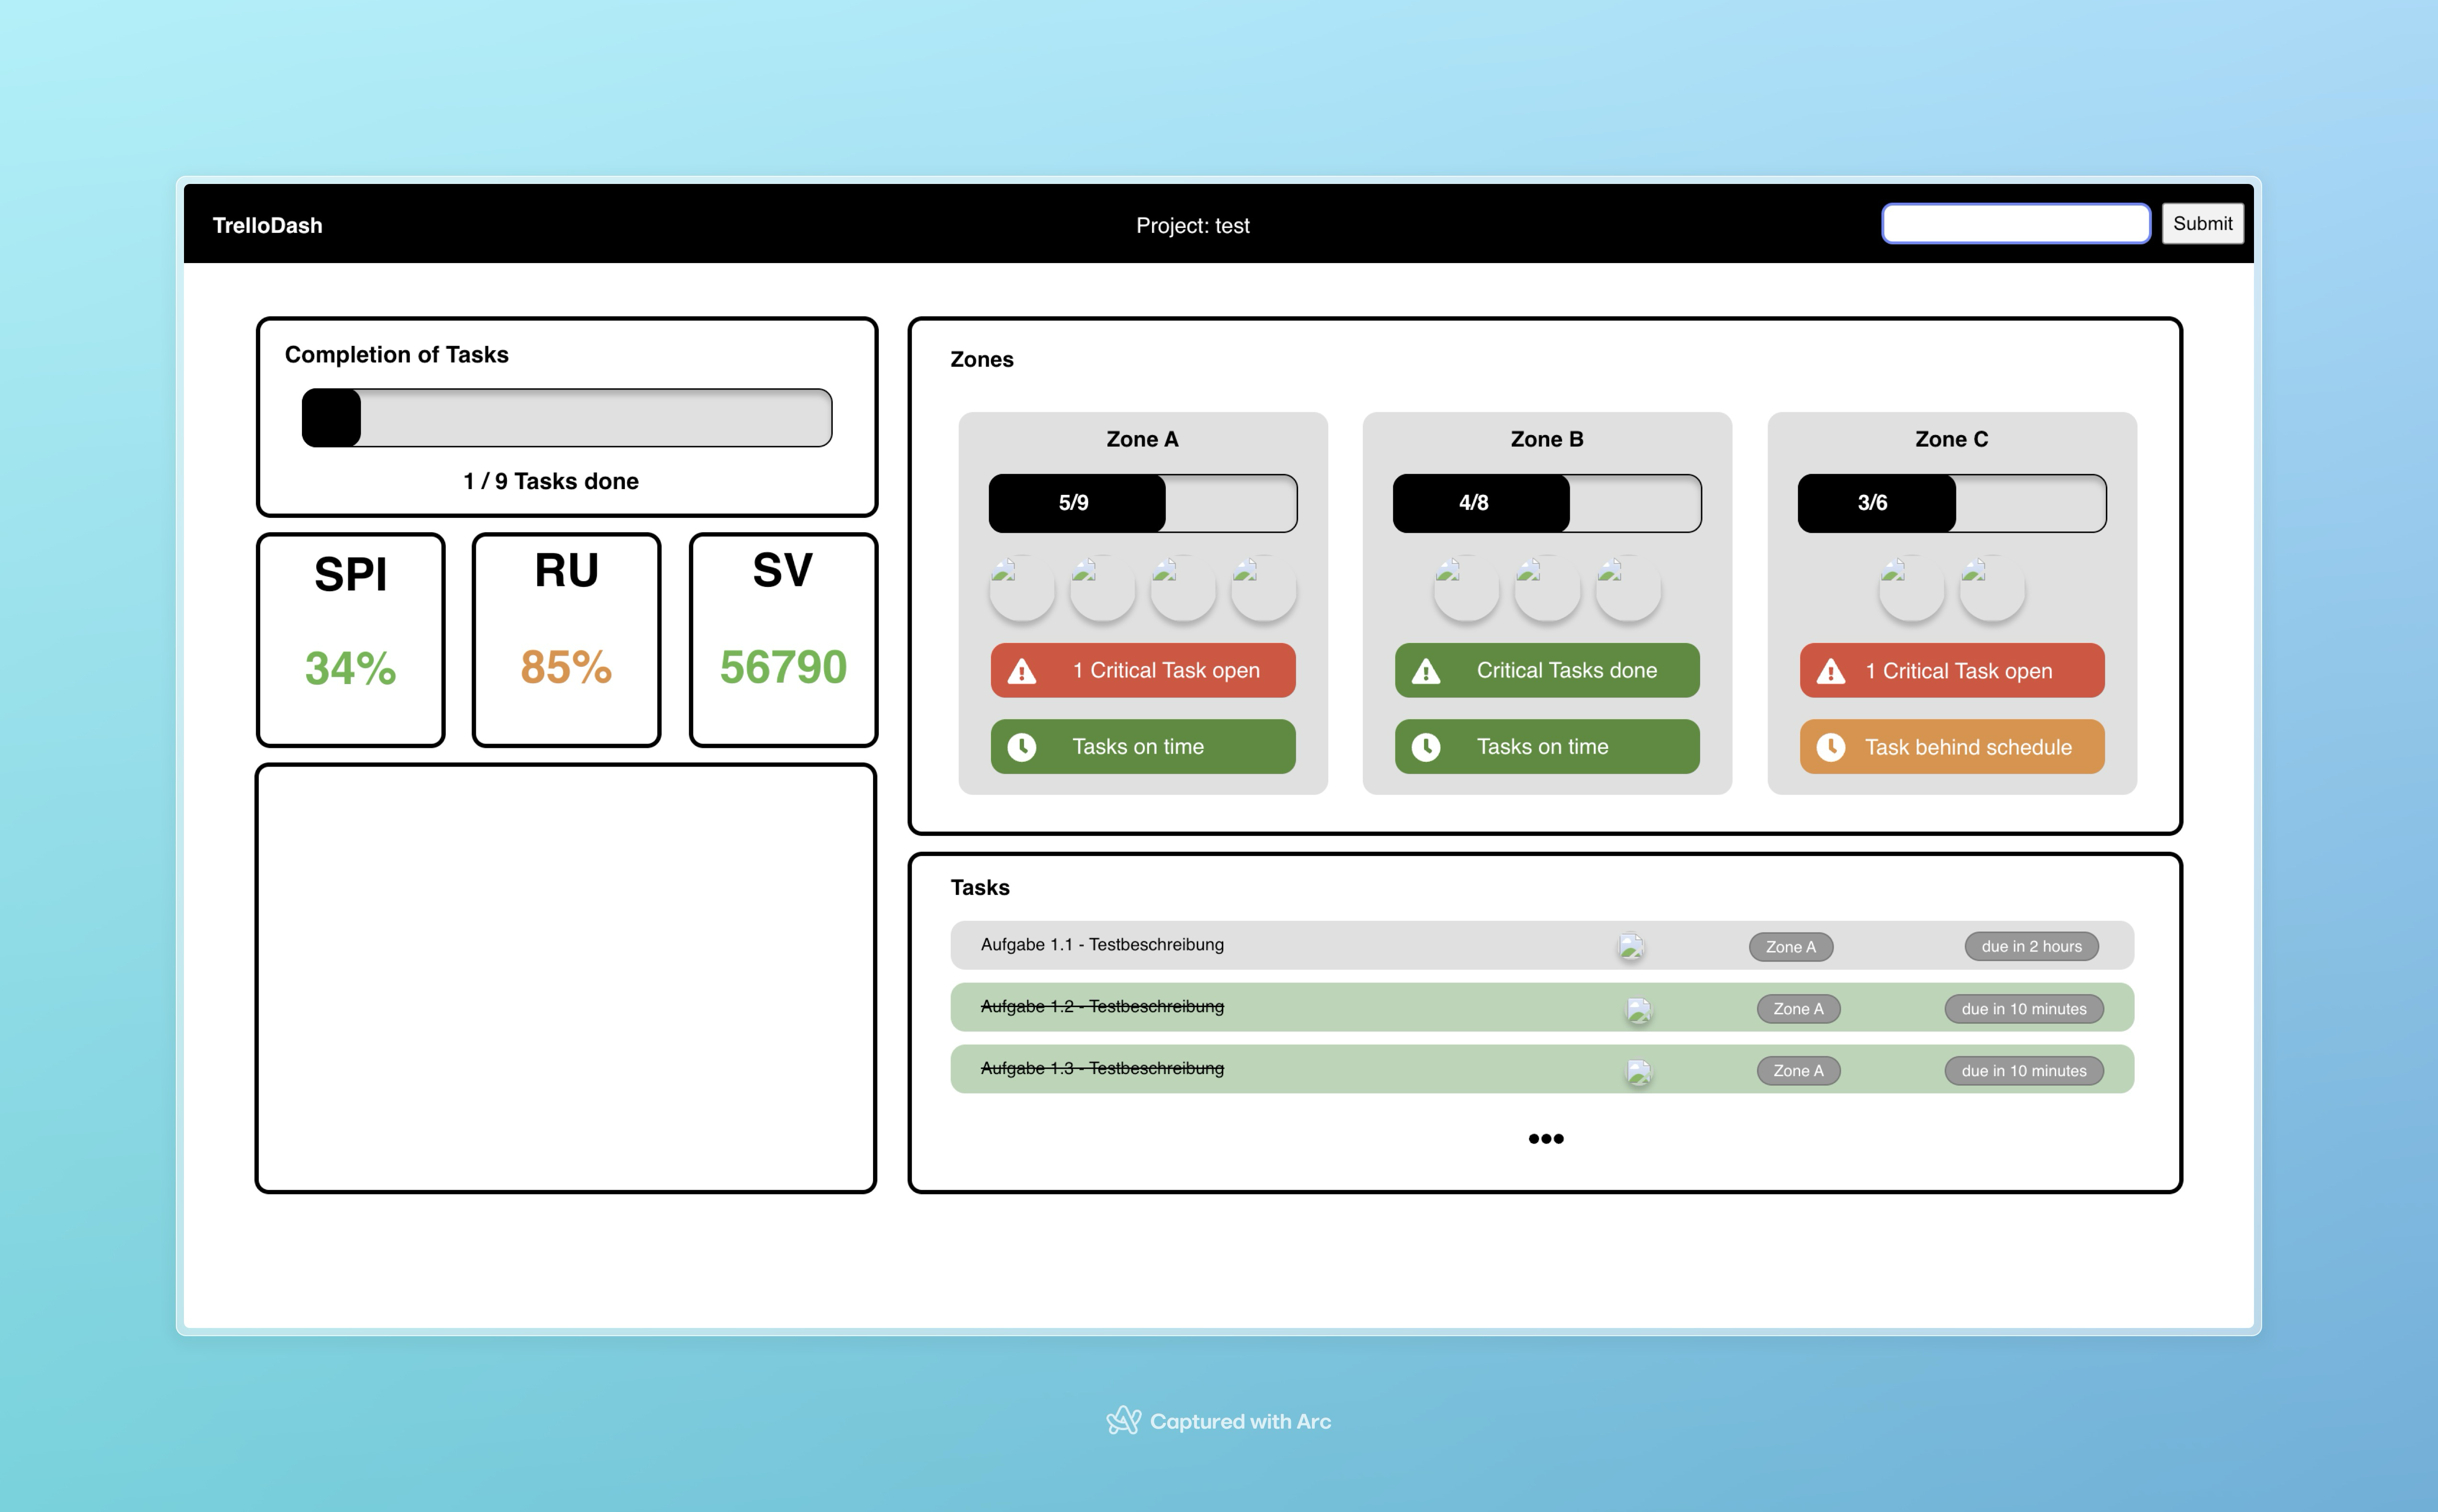 TrelloDash
Project: test
Submit
Completion of Tasks
1 / 9 Tasks done
SPI
34%
RU
85%
SV
56790
Zones
Zone A
5/9
1 Critical Task open
Tasks on time
Zone B
4/8
Critical Tasks done
Tasks on time
Zone C
3/6
1 Critical Task open
Task behind schedule
Tasks
Aufgabe 1.1 - Testbeschreibung Zone A due in 2 hours
Aufgabe 1.2 - Testbeschreibung Zone A due in 10 minutes
Aufgabe 1.3 - Testbeschreibung Zone A due in 10 minutes
•••
Captured with Arc